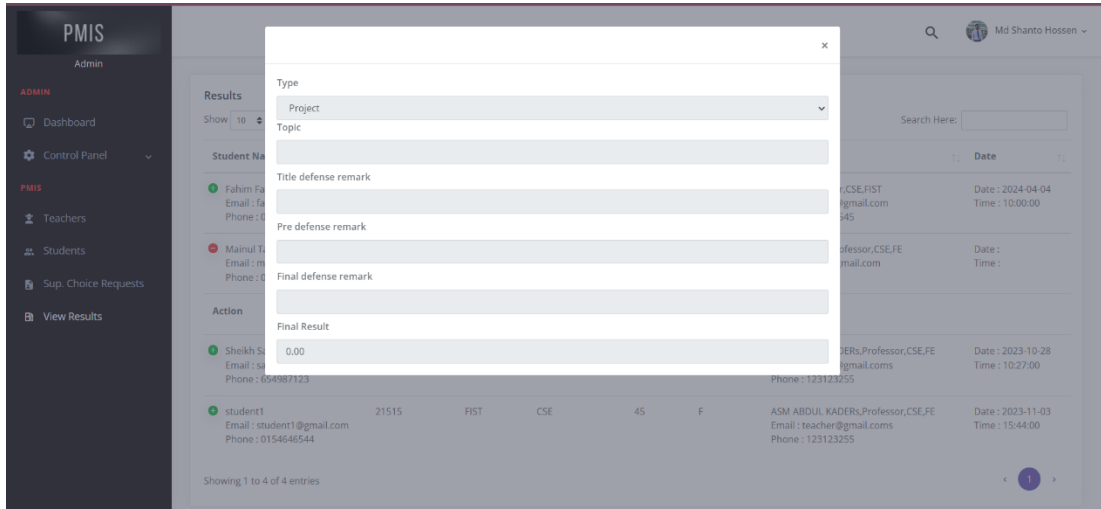 PMIS
Admin
ADMIN
Dashboard
Control Panel
PMIS
Teachers
Students
Sup. Choice Requests
View Results
Md Shanto Hossen
×
Type
Project
Topic
Title defense remark
Pre defense remark
Final defense remark
Final Result
0.00
Results
Show 10
Search Here:
Student Na
Date
Fahim Fa
r,CSE,FIST
Date : 2024-04-04
Email : fa
@gmail.com
Time : 10:00:00
Phone : 0
545
Mainul Ta
ofessor,CSE,FE
Date :
Email : m
gmail.com
Time :
Phone : 0
Action
Sheikh Sa
DERs,Professor,CSE,FE
Date : 2023-10-28
Email : sa
@gmail.coms
Time : 10:27:00
Phone : 654987123
Phone : 123123255
student1 21515 FIST CSE 45 F ASM ABDUL KADERs,Professor,CSE,FE Date : 2023-11-03
Email : student1@gmail.com Email : teacher@gmail.coms Time : 15:44:00
Phone : 0154646544 Phone : 123123255
Showing 1 to 4 of 4 entries
‹ 1 ›